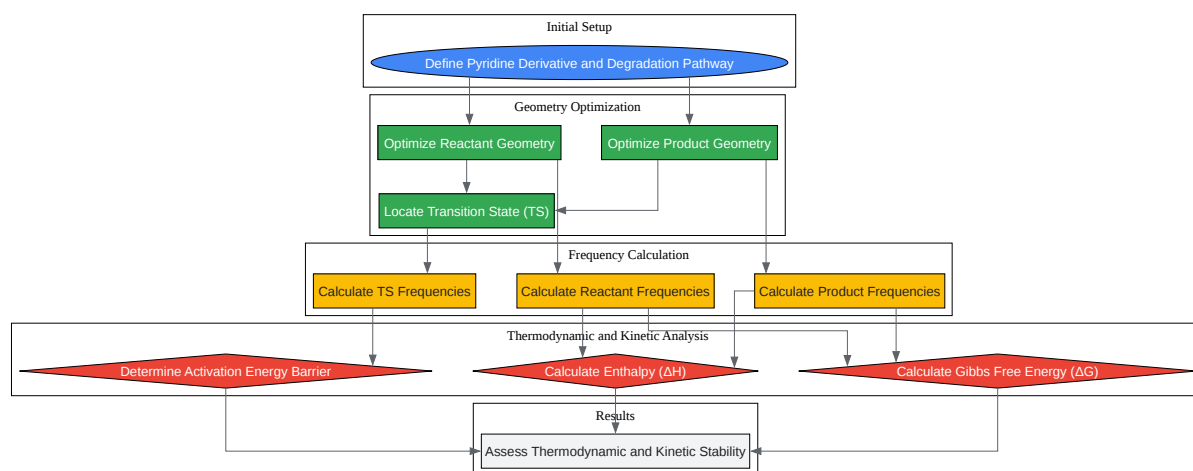 Initial Setup
Define Pyridine Derivative and Degradation Pathway
Geometry Optimization
Optimize Reactant Geometry
Optimize Product Geometry
Locate Transition State (TS)
Frequency Calculation
Calculate TS Frequencies
Calculate Reactant Frequencies
Calculate Product Frequencies
Thermodynamic and Kinetic Analysis
Determine Activation Energy Barrier
Calculate Enthalpy (ΔH)
Calculate Gibbs Free Energy (ΔG)
Results
Assess Thermodynamic and Kinetic Stability